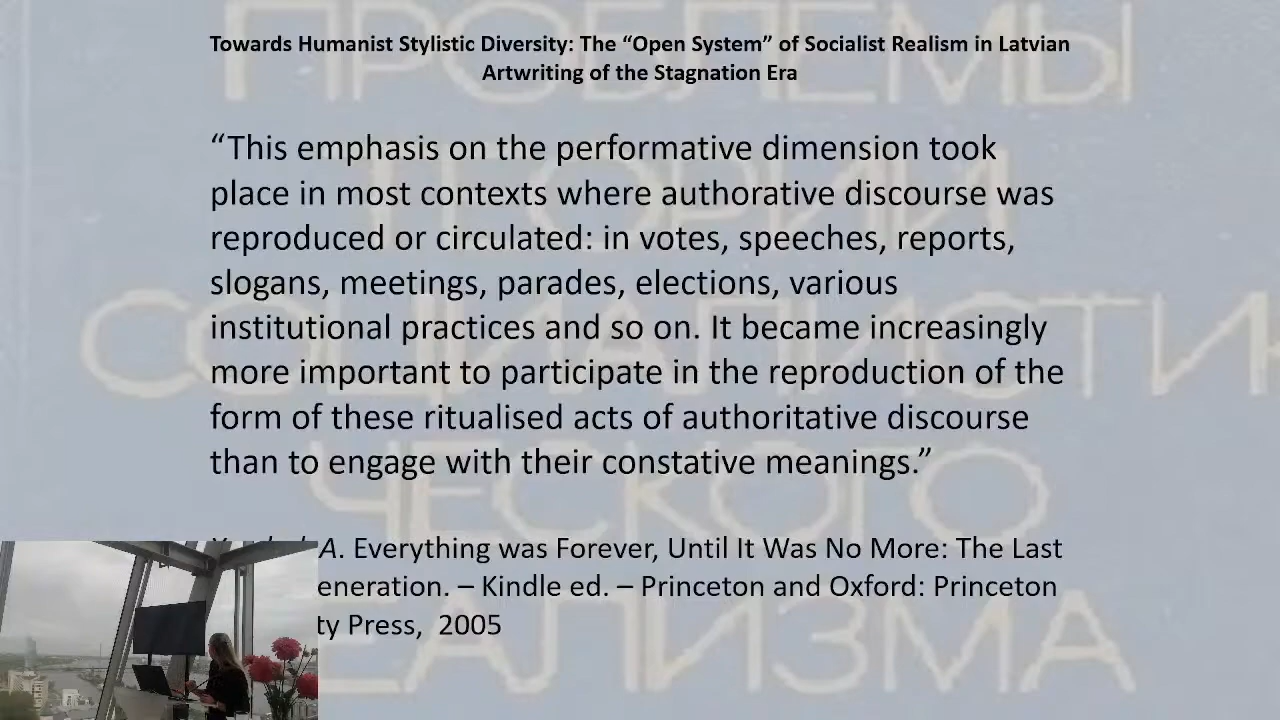 Towards Humanist Stylistic Diversity: The “Open System” of Socialist Realism in Latvian
Artwriting of the Stagnation Era
“This emphasis on the performative dimension took
place in most contexts where authorative discourse was
reproduced or circulated: in votes, speeches, reports,
slogans, meetings, parades, elections, various
institutional practices and so on. It became increasingly
more important to participate in the reproduction of the
form of these ritualised acts of authoritative discourse
than to engage with their constative meanings.”
A. Everything was Forever, Until It Was No More: The Last
eneration. – Kindle ed. – Princeton and Oxford: Princeton
ty Press, 2005
ПРОБЛЕМЫ
ТЕОРИИ
СОЦИАЛИСТИ
ЧЕСКОГО
ЕАЛИЗМА